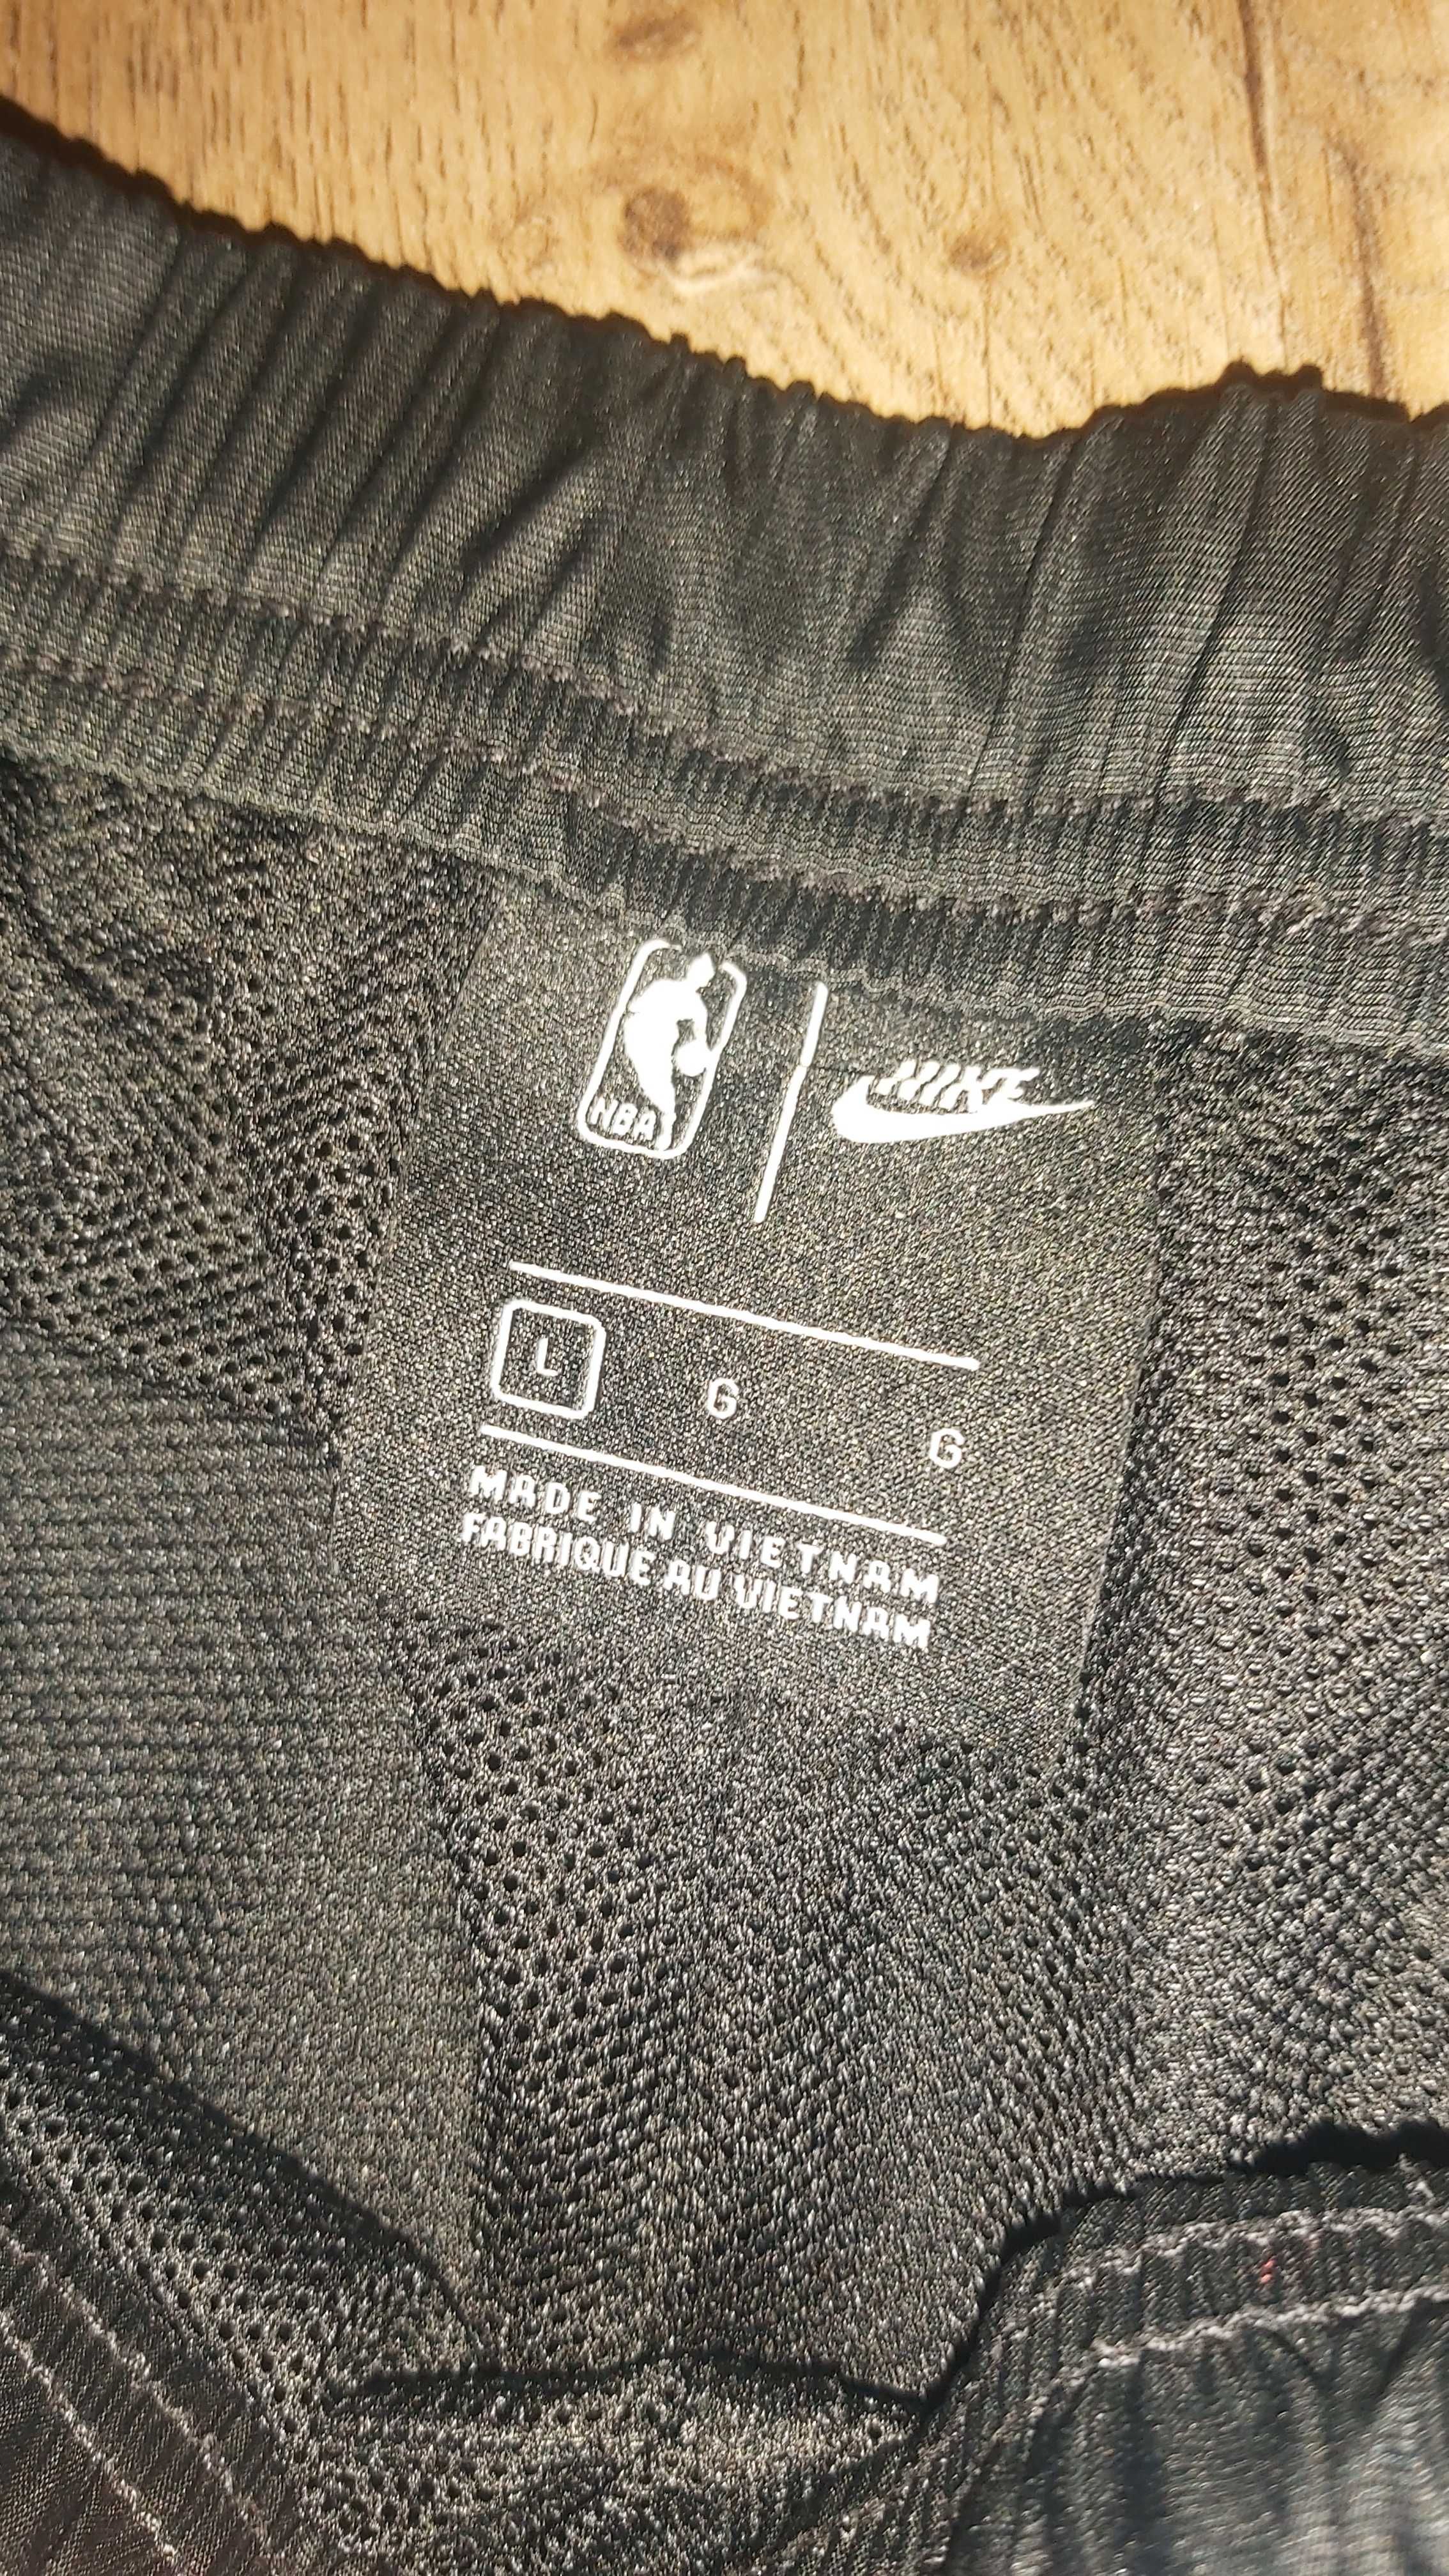 NBA NIKE
L G G
MADE IN VIETNAM
FABRIQUE AU VIETNAM